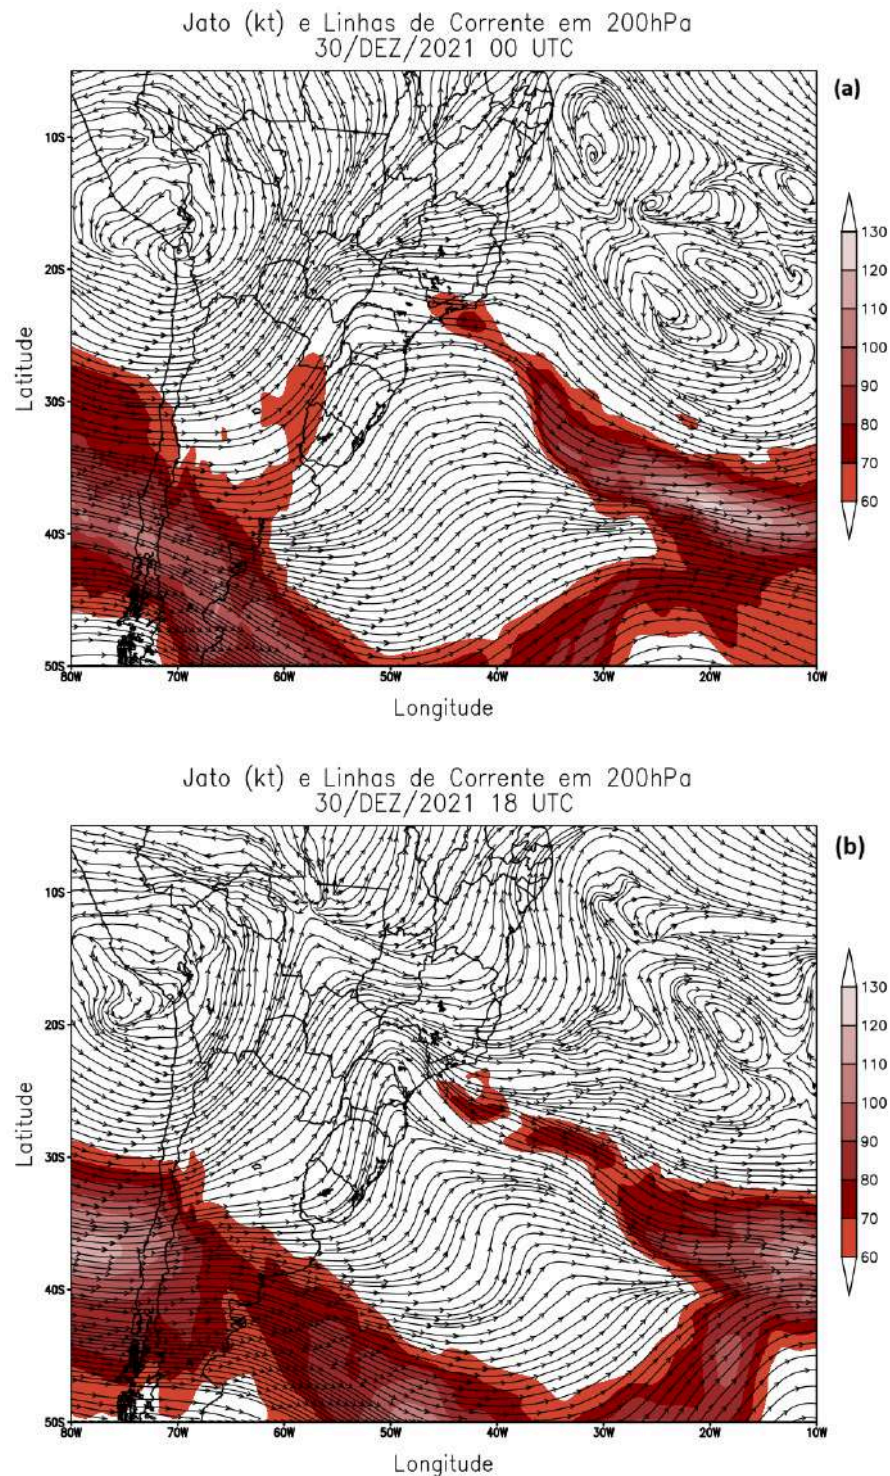 Jato (kt) e Linhas de Corrente em 200hPa
30/DEZ/2021 00 UTC
(a)
Latitude
10S
20S
30S
40S
50S
80W 70W 60W 50W 40W 30W 20W 10W
Longitude
130
120
110
100
90
80
70
60
Jato (kt) e Linhas de Corrente em 200hPa
30/DEZ/2021 18 UTC
(b)
Latitude
10S
20S
30S
40S
50S
80W 70W 60W 50W 40W 30W 20W 10W
Longitude
130
120
110
100
90
80
70
60